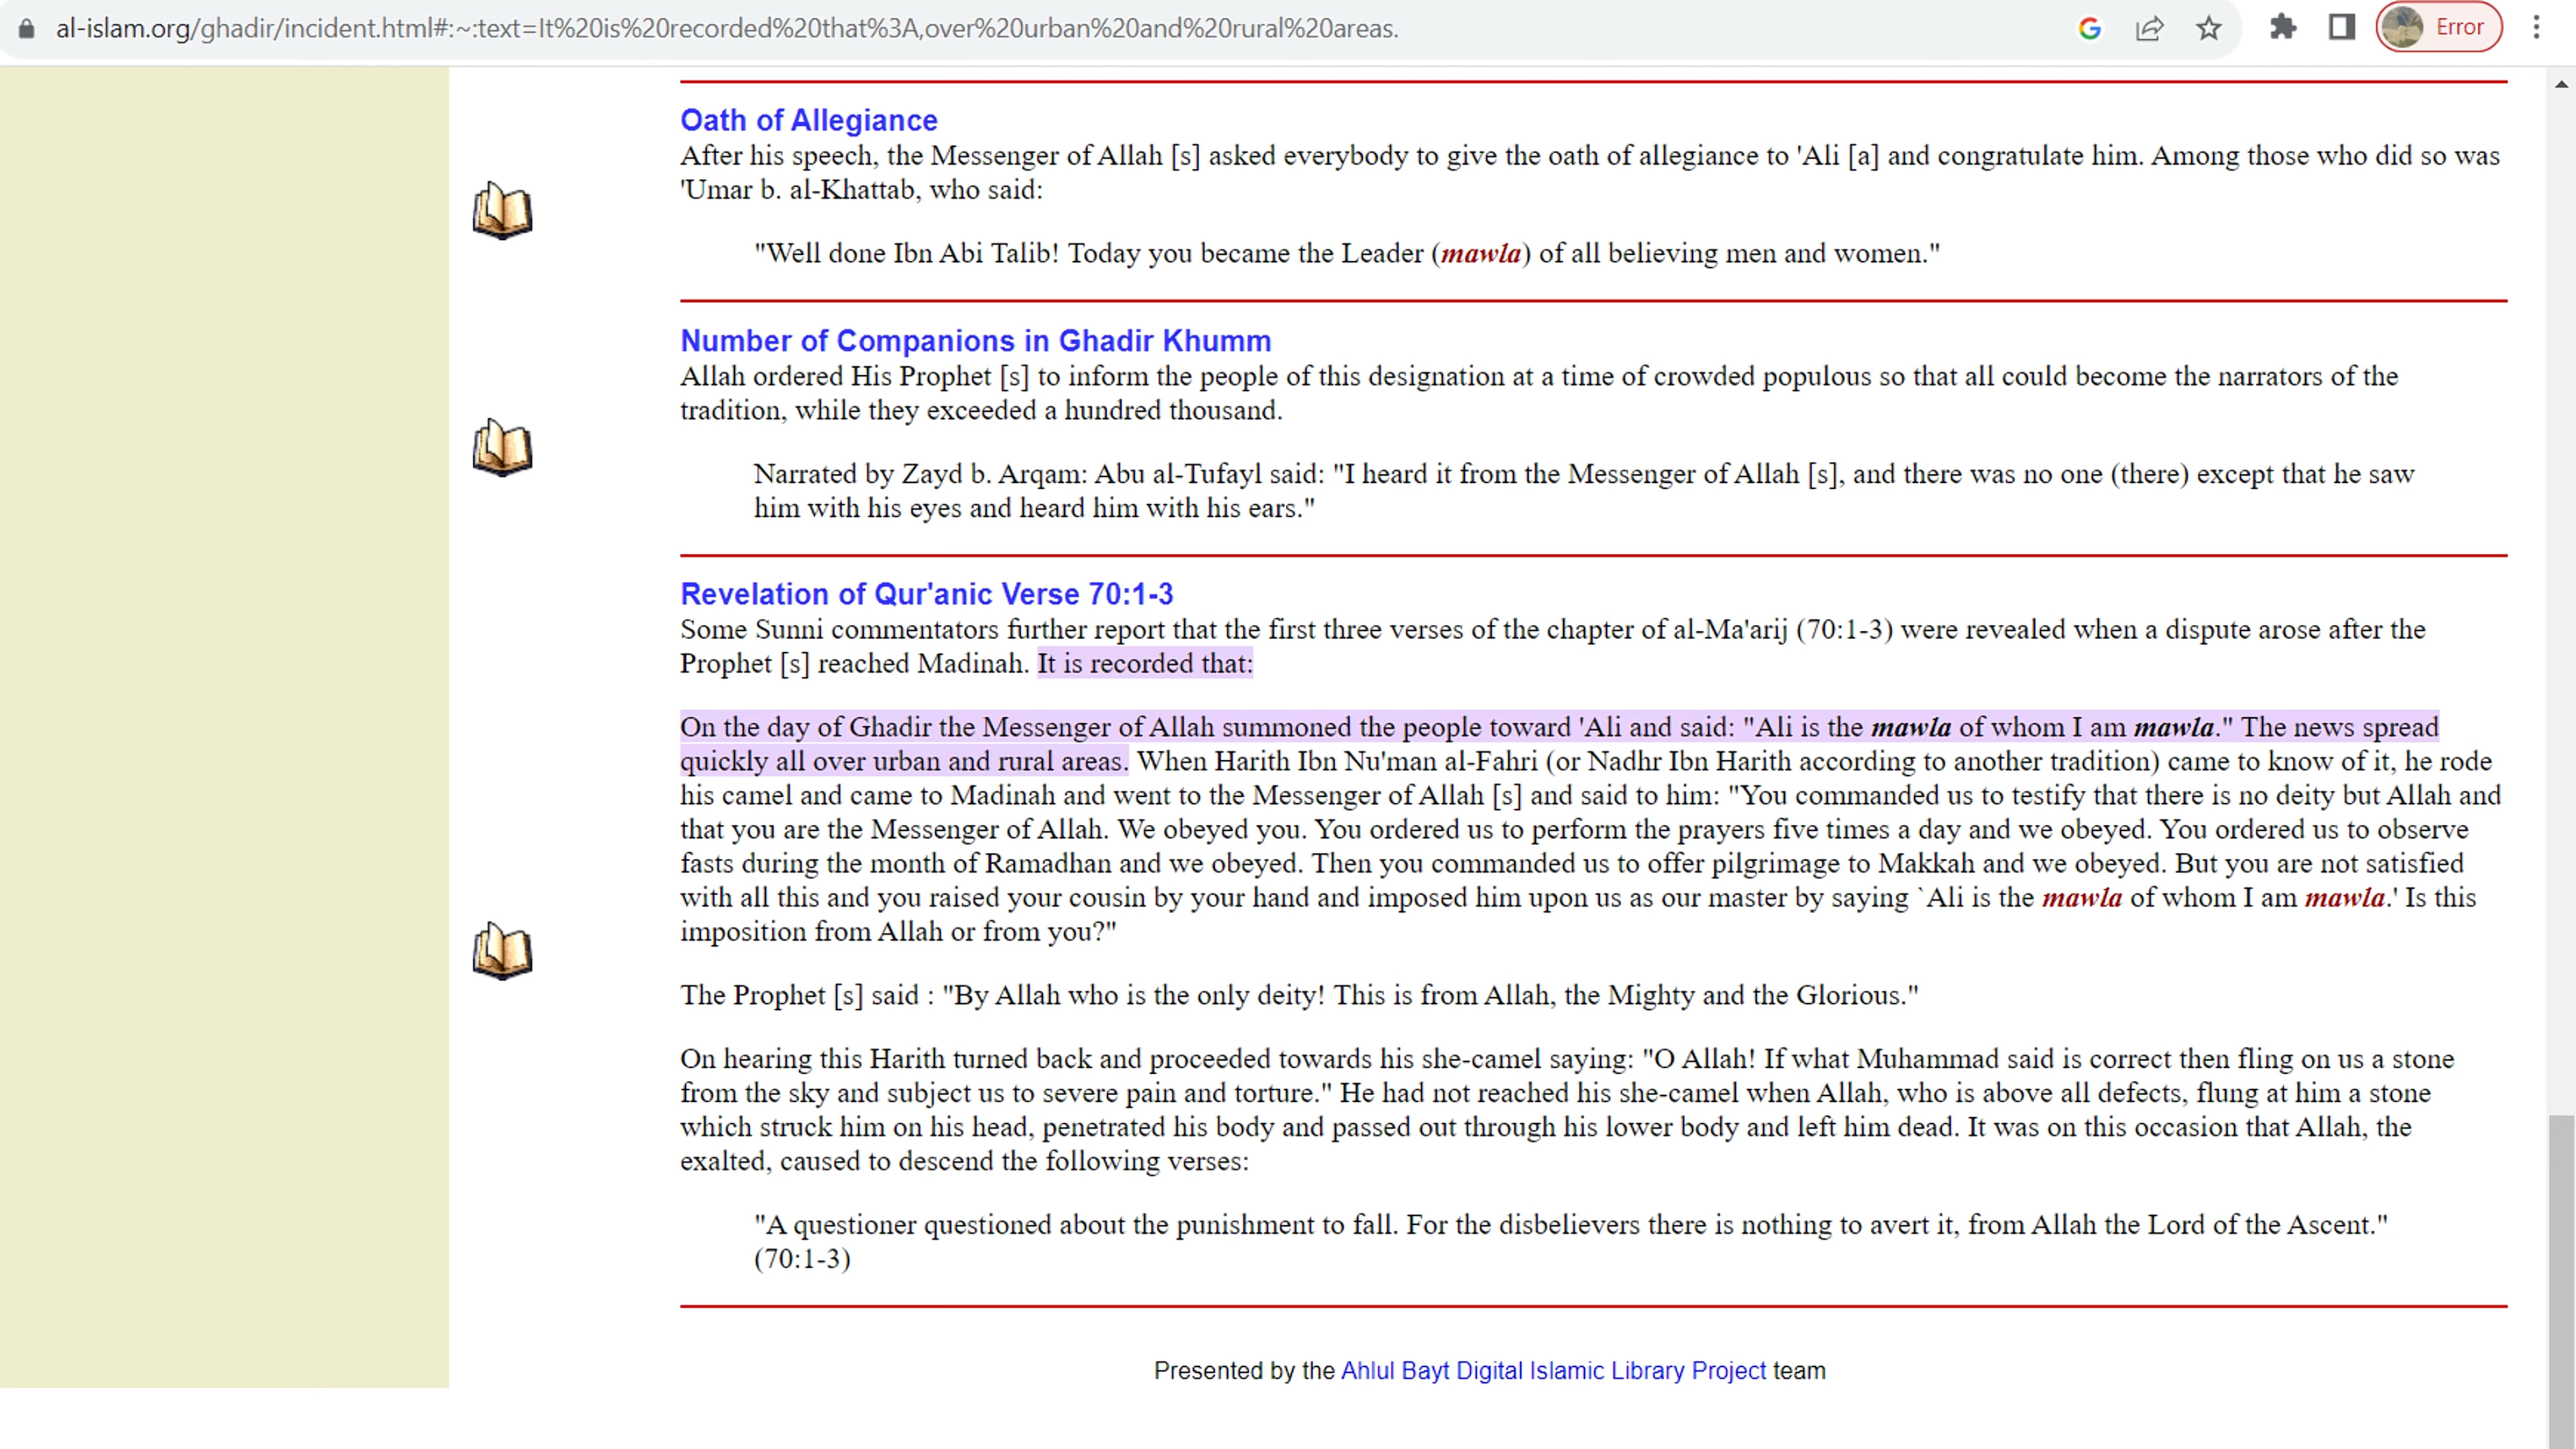 al-islam.org/ghadir/incident.html#:~:text=It%20is%20recorded%20that%3A,over%20urban%20and%20rural%20areas.
Error
Oath of Allegiance
After his speech, the Messenger of Allah [s] asked everybody to give the oath of allegiance to 'Ali [a] and congratulate him. Among those who did so was
'Umar b. al-Khattab, who said:
"Well done Ibn Abi Talib! Today you became the Leader (mawla) of all believing men and women."
Number of Companions in Ghadir Khumm
Allah ordered His Prophet [s] to inform the people of this designation at a time of crowded populous so that all could become the narrators of the
tradition, while they exceeded a hundred thousand.
Narrated by Zayd b. Arqam: Abu al-Tufayl said: "I heard it from the Messenger of Allah [s], and there was no one (there) except that he saw
him with his eyes and heard him with his ears."
Revelation of Qur'anic Verse 70:1-3
Some Sunni commentators further report that the first three verses of the chapter of al-Ma'arij (70:1-3) were revealed when a dispute arose after the
Prophet [s] reached Madinah. It is recorded that:
On the day of Ghadir the Messenger of Allah summoned the people toward 'Ali and said: "Ali is the mawla of whom I am mawla." The news spread
quickly all over urban and rural areas. When Harith Ibn Nu'man al-Fahri (or Nadhr Ibn Harith according to another tradition) came to know of it, he rode
his camel and came to Madinah and went to the Messenger of Allah [s] and said to him: "You commanded us to testify that there is no deity but Allah and
that you are the Messenger of Allah. We obeyed you. You ordered us to perform the prayers five times a day and we obeyed. You ordered us to observe
fasts during the month of Ramadhan and we obeyed. Then you commanded us to offer pilgrimage to Makkah and we obeyed. But you are not satisfied
with all this and you raised your cousin by your hand and imposed him upon us as our master by saying `Ali is the mawla of whom I am mawla.' Is this
imposition from Allah or from you?"
The Prophet [s] said : "By Allah who is the only deity! This is from Allah, the Mighty and the Glorious."
On hearing this Harith turned back and proceeded towards his she-camel saying: "O Allah! If what Muhammad said is correct then fling on us a stone
from the sky and subject us to severe pain and torture." He had not reached his she-camel when Allah, who is above all defects, flung at him a stone
which struck him on his head, penetrated his body and passed out through his lower body and left him dead. It was on this occasion that Allah, the
exalted, caused to descend the following verses:
"A questioner questioned about the punishment to fall. For the disbelievers there is nothing to avert it, from Allah the Lord of the Ascent."
(70:1-3)
Presented by the Ahlul Bayt Digital Islamic Library Project team